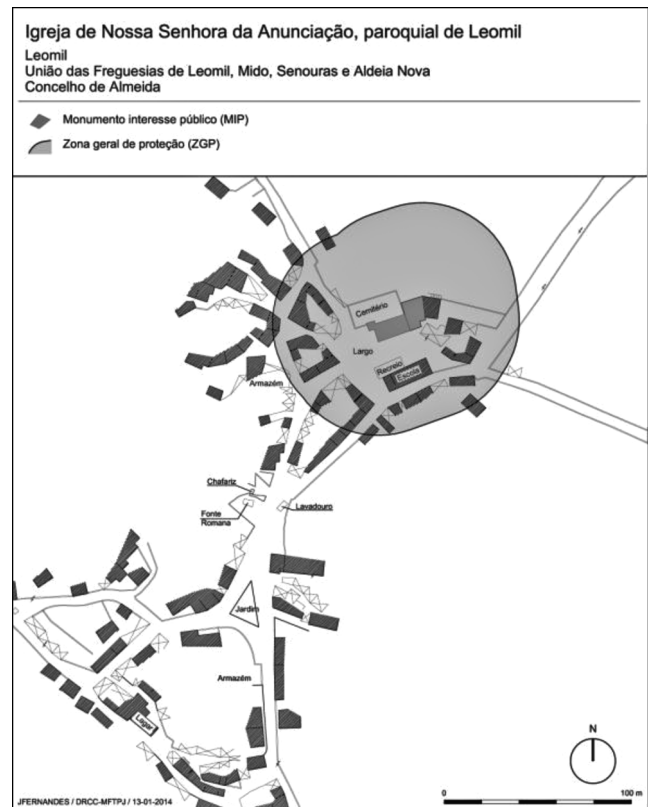 Igreja de Nossa Senhora da Anunciação, paroquial de Leomil
Leomil
União das Freguesias de Leomil, Mido, Senouras e Aldeia Nova
Concelho de Almeida
Monumento interesse público (MIP)
Zona geral de proteção (ZGP)
Cemitério
Largo
Recreio
Escola
Armazém
Chafariz
Fonte
Romana
Lavadouro
Jardim
Armazém
Lagar
N
JFERNANDES / DRCC-MFTPJ / 13-01-2014
0 100 m